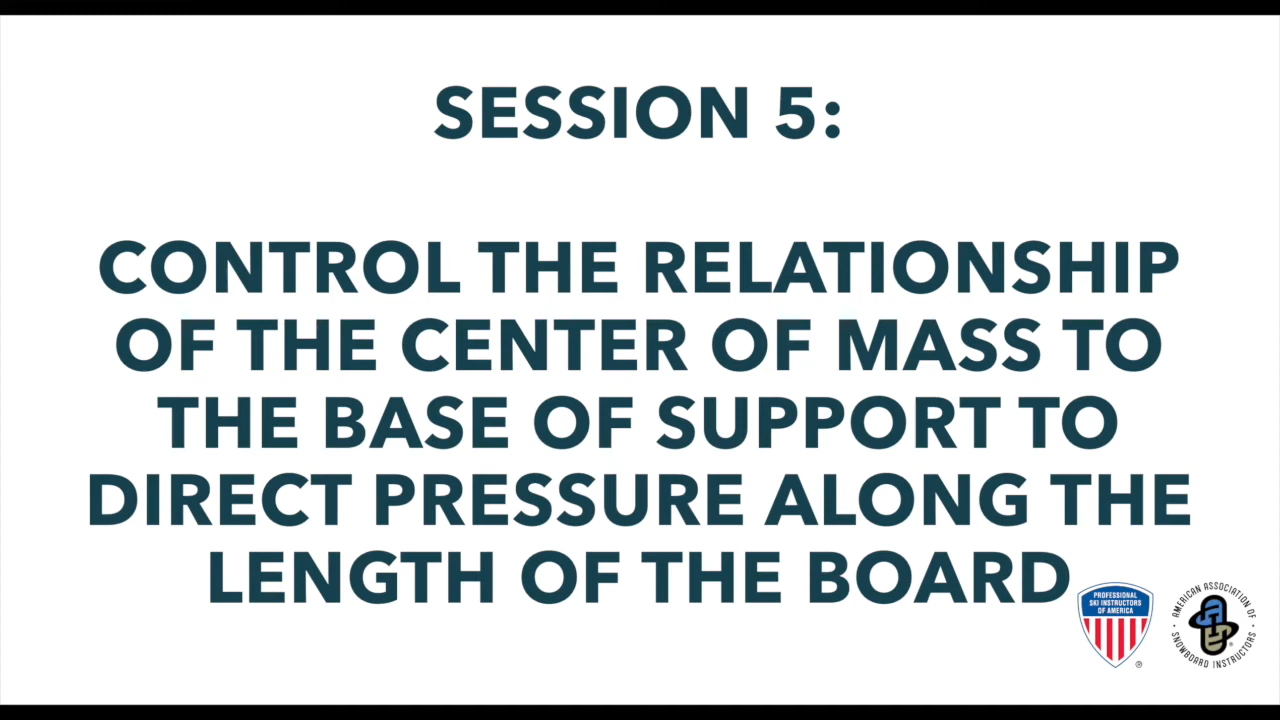 SESSION 5:
CONTROL THE RELATIONSHIP
OF THE CENTER OF MASS TO
THE BASE OF SUPPORT TO
DIRECT PRESSURE ALONG THE
LENGTH OF THE BOARD
PROFESSIONAL
SKI INSTRUCTORS
OF AMERICA
®
· AMERICAN ASSOCIATION OF ·
SNOWBOARD INSTRUCTORS
®